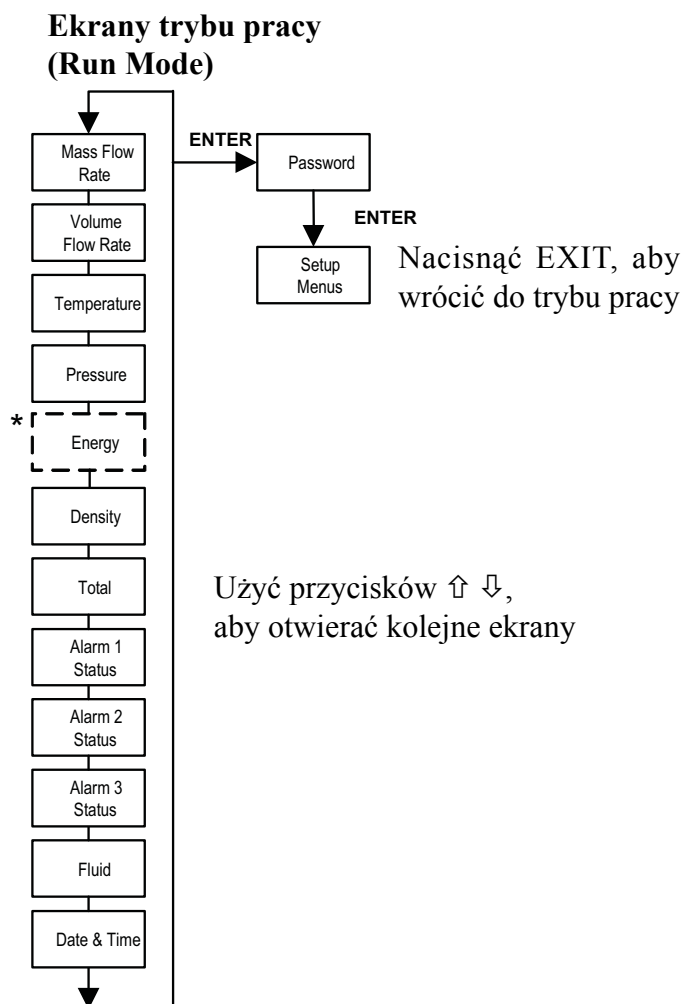 Ekrany trybu pracy
(Run Mode)
Mass Flow
Rate
ENTER
Password
Volume
Flow Rate
ENTER
Setup
Menus
Nacisnąć EXIT, aby
wrócić do trybu pracy
Temperature
Pressure
*
Energy
Density
Total
Użyć przycisków ⇧ ⇩,
aby otwierać kolejne ekrany
Alarm 1
Status
Alarm 2
Status
Alarm 3
Status
Fluid
Date & Time